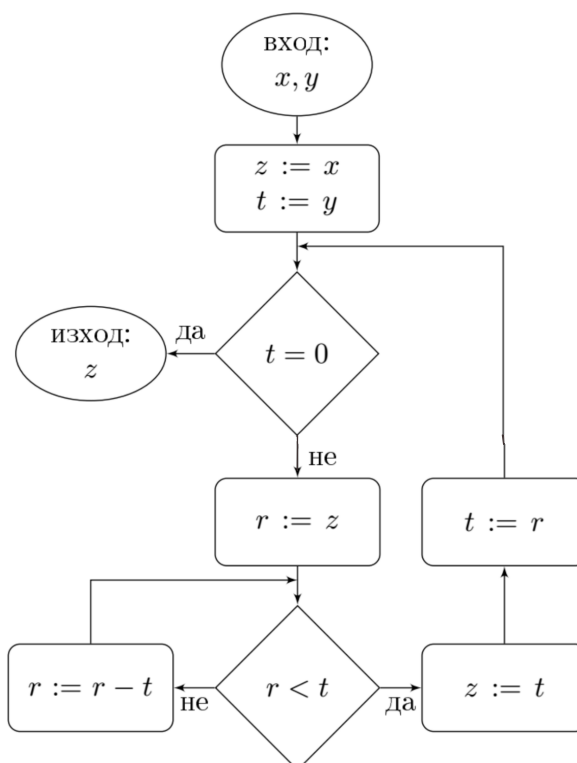 вход:
x, y
z := x
t := y
да
изход:
z
t = 0
не
r := z
t := r
r := r − t
не
r < t
да
z := t